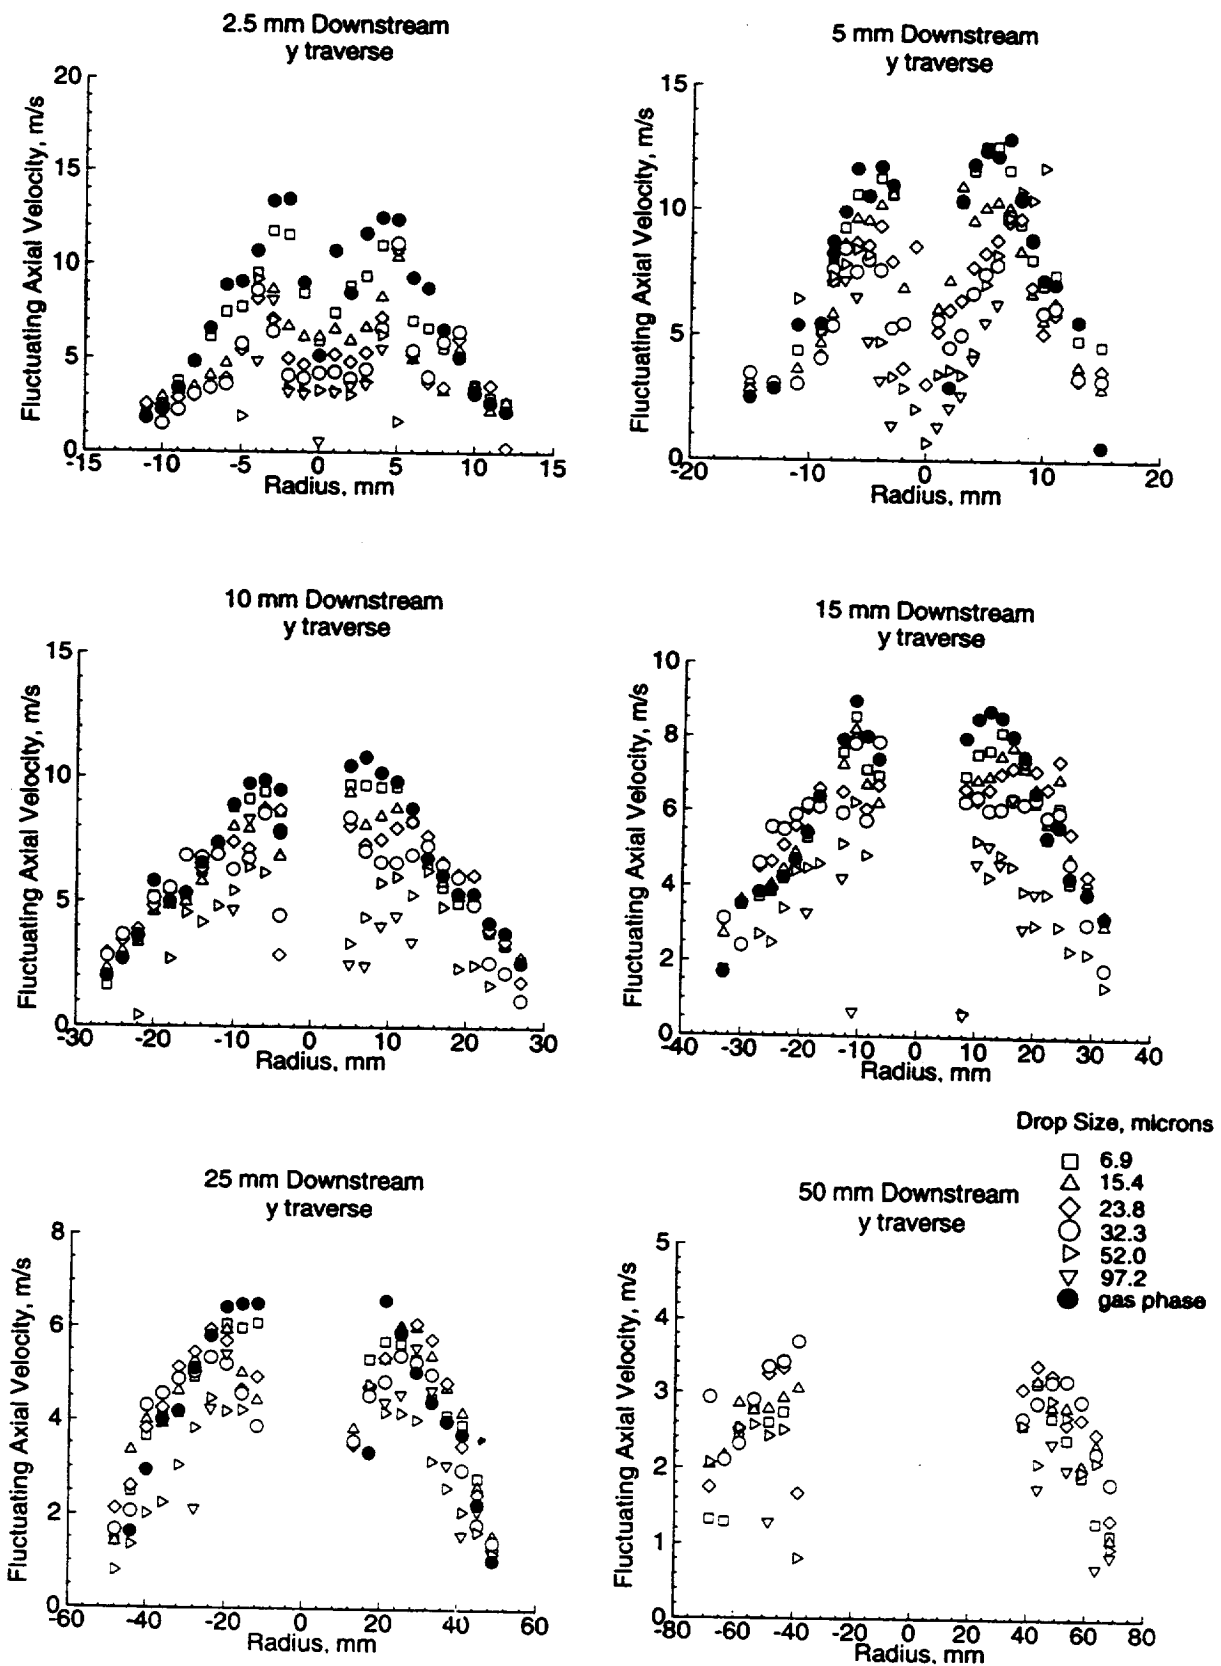 2.5 mm Downstream
y traverse
Fluctuating Axial Velocity, m/s
20
15
10
5
0
-15 -10 -5 0 5 10 15
Radius, mm
5 mm Downstream
y traverse
Fluctuating Axial Velocity, m/s
15
10
5
0
-20 -10 0 10 20
Radius, mm
10 mm Downstream
y traverse
Fluctuating Axial Velocity, m/s
15
10
5
0
-30 -20 -10 0 10 20 30
Radius, mm
15 mm Downstream
y traverse
Fluctuating Axial Velocity, m/s
10
8
6
4
2
0
-40 -30 -20 -10 0 10 20 30 40
Radius, mm
Drop Size, microns
6.9
15.4
23.8
32.3
52.0
97.2
gas phase
25 mm Downstream
y traverse
Fluctuating Axial Velocity, m/s
8
6
4
2
0
-60 -40 -20 0 20 40 60
Radius, mm
50 mm Downstream
y traverse
Fluctuating Axial Velocity, m/s
5
4
3
2
1
0
-80 -60 -40 -20 0 20 40 60 80
Radius, mm